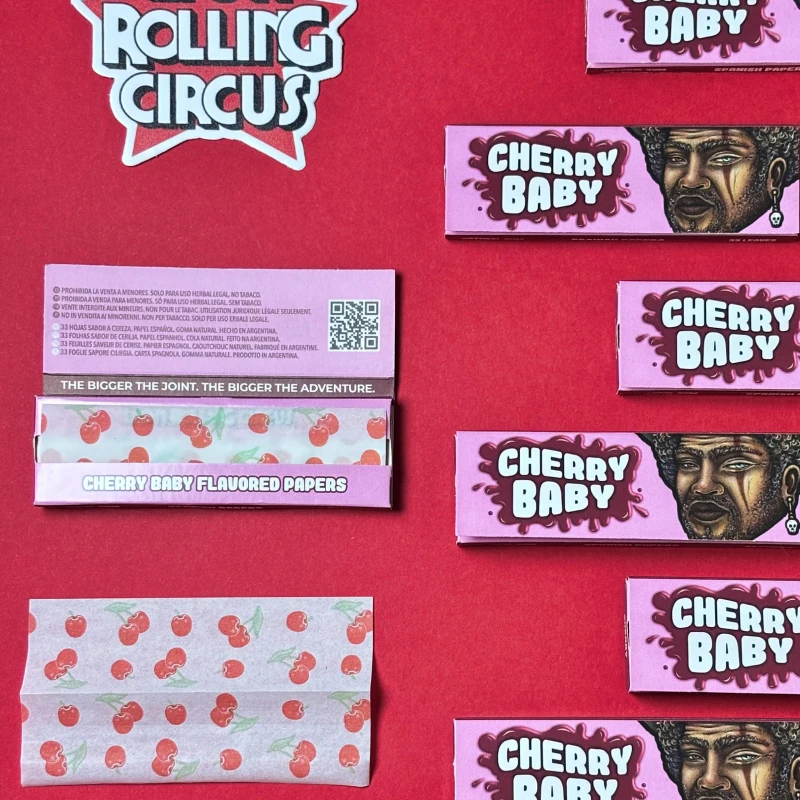 ROLLING
CIRCUS
CHERRY
BABY
SPANISH PAPER
CHERRY
BABY
33 LEAVES
PROHIBIDA LA VENTA A MENORES. SOLO PARA USO HERBAL LEGAL, NO TABACO.
PROIBIDA A VENDA PARA MENORES. SÓ PARA USO HERBAL LEGAL, SEM TABACO.
VENTE INTERDITE AUX MINEURS. NON POUR LE TABAC. UTILISATION JURIDIQUE LÉGALE SEULEMENT.
NO IN VENDITA AI MINORENNI. NON PER TABACCO. SOLO PER USO ERBALE LEGALE.
33 HOJAS SABOR A CEREZA, PAPEL ESPAÑOL. GOMA NATURAL. HECHO EN ARGENTINA.
33 FOLHAS SABOR DE CEREJA. PAPEL ESPANHOL. COLA NATURAL. FEITO NA ARGENTINA.
33 FEUILLES SAVEUR DE CERISE. PAPIER ESPAGNOL. CAOUTCHOUC NATUREL. FABRIQUÉ EN ARGENTINE.
33 FOGLIE SAPORE CILIEGIA. CARTA SPAGNOLA. GOMMA NATURALE. PRODOTTO IN ARGENTINA.
THE BIGGER THE JOINT. THE BIGGER THE ADVENTURE.
CHERRY BABY FLAVORED PAPERS
CHERRY
BABY
CHERRY
BABY
CHERRY
BABY
CHERRY
BABY